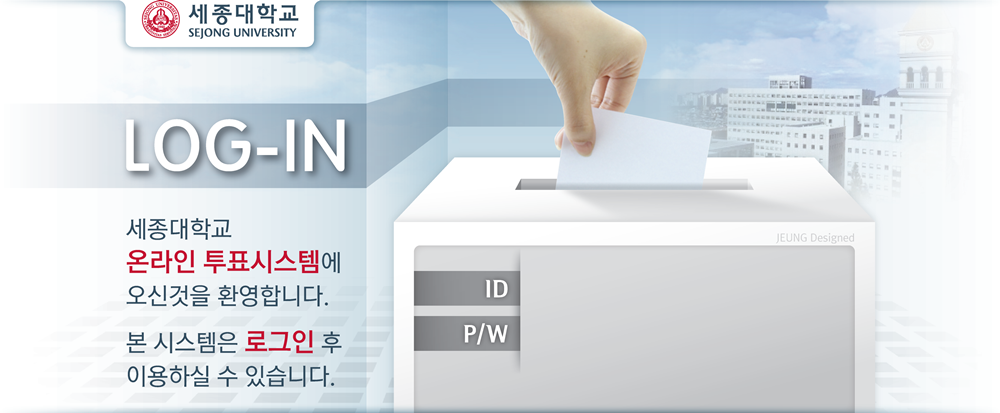 세종대학교
SEJONG UNIVERSITY
LOG-IN
세종대학교
온라인 투표시스템에
오신것을 환영합니다.
본 시스템은 로그인 후
이용하실 수 있습니다.
JEUNG Designed
ID
P/W